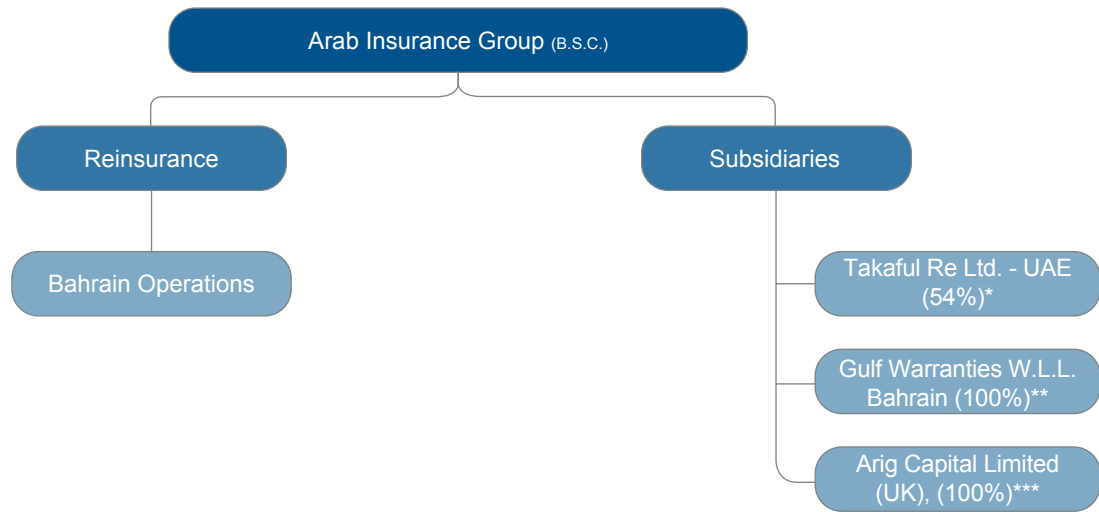 Arab Insurance Group (B.S.C.)
Reinsurance
Subsidiaries
Bahrain Operations
Takaful Re Ltd. - UAE
(54%)*
Gulf Warranties W.L.L.
Bahrain (100%)**
Arig Capital Limited
(UK), (100%)***